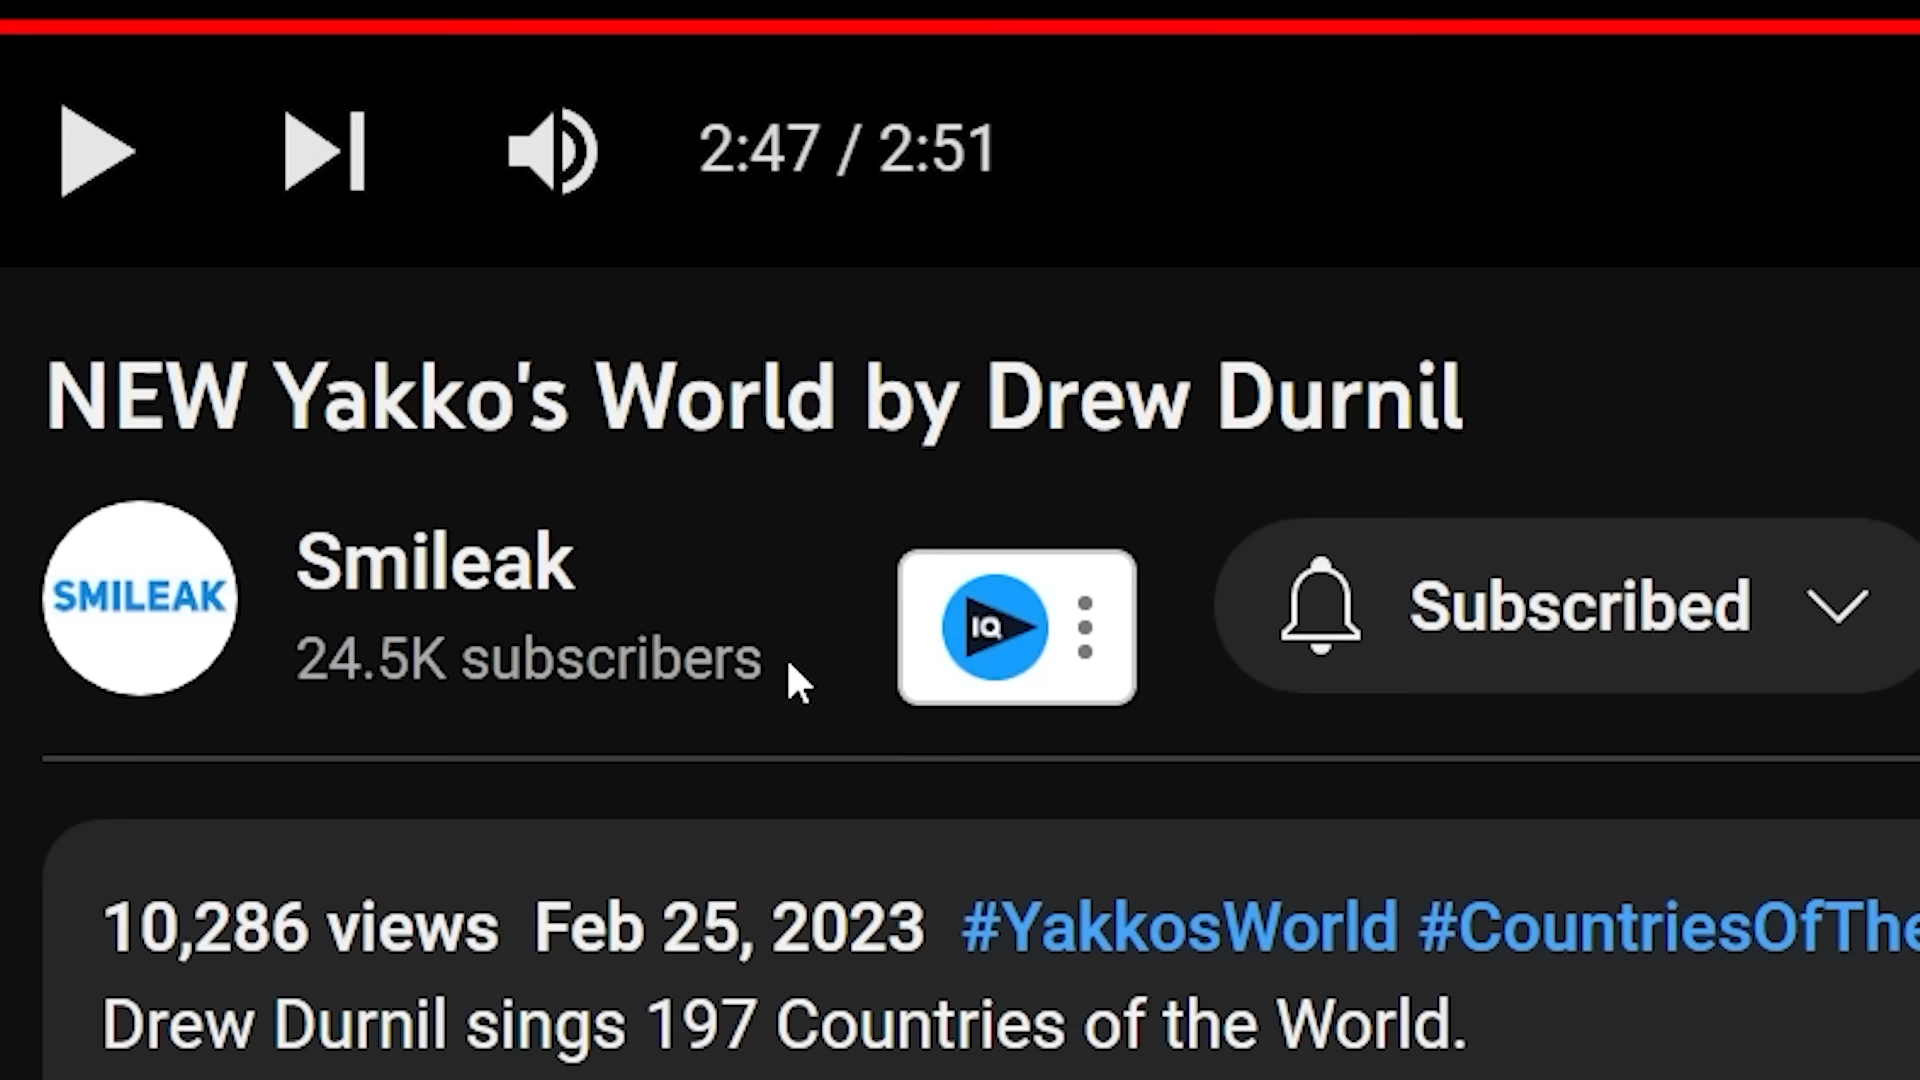 2:47 / 2:51
NEW Yakko's World by Drew Durnil
SMILEAK
Smileak
24.5K subscribers
IQ
Subscribed
10,286 views Feb 25, 2023 #YakkosWorld #CountriesOfThe
Drew Durnil sings 197 Countries of the World.